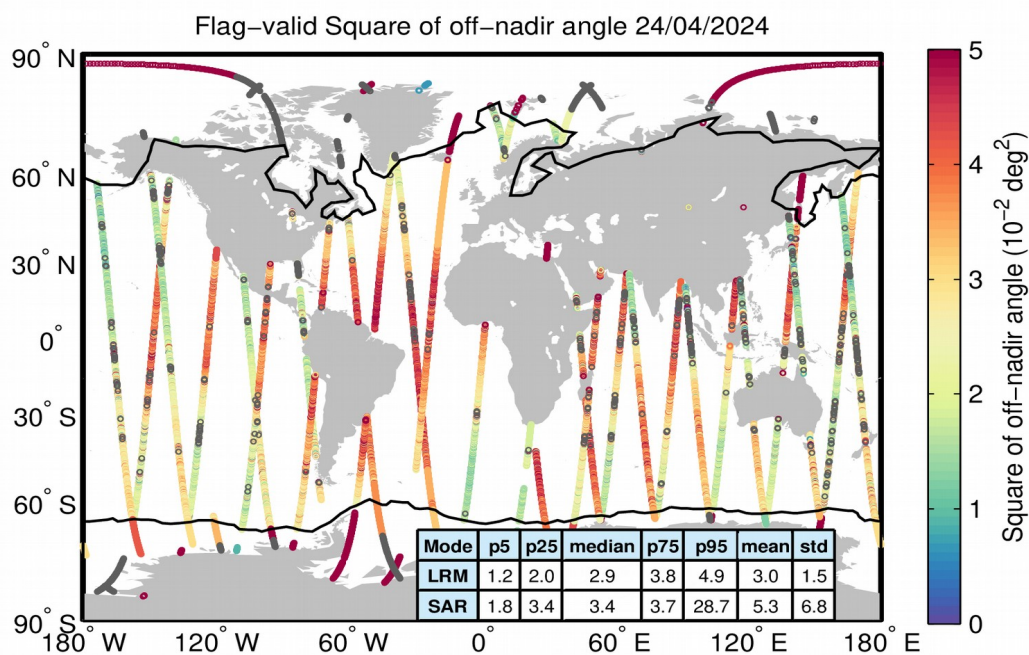 Flag−valid Square of off−nadir angle 24/04/2024
90° N
60° N
30° N
0°
30° S
60° S
90° S
180° W
120° W
60° W
0°
60° E
120° E
180° E
Mode p5 p25 median p75 p95 mean std
LRM 1.2 2.0 2.9 3.8 4.9 3.0 1.5
SAR 1.8 3.4 3.4 3.7 28.7 5.3 6.8
5
4
3
2
1
0
Square of off−nadir angle (10⁻² deg²)